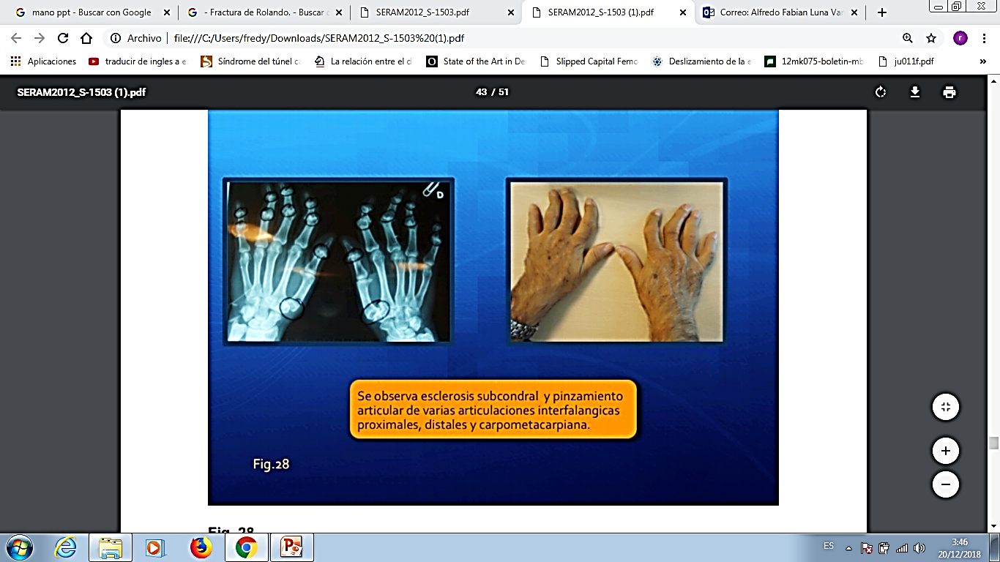 mano ppt - Buscar con Google
- Fractura de Rolando. - Buscar
SERAM2012_S-1503.pdf
SERAM2012_S-1503 (1).pdf
Correo: Alfredo Fabian Luna Var
r
Archivo
file:///C:/Users/fredy/Downloads/SERAM2012_S-1503%20(1).pdf
Aplicaciones
traducir de ingles a e
Síndrome del túnel c
La relación entre el d
State of the Art in De
Slipped Capital Femo
Deslizamiento de la e
12mk075-boletin-mb
ju011f.pdf
»
SERAM2012_S-1503 (1).pdf
43 / 51
D
Se observa esclerosis subcondral y pinzamiento
articular de varias articulaciones interfalangicas
proximales, distales y carpometacarpiana.
Fig.28
Fig. 28
ES
3:46
20/12/2018